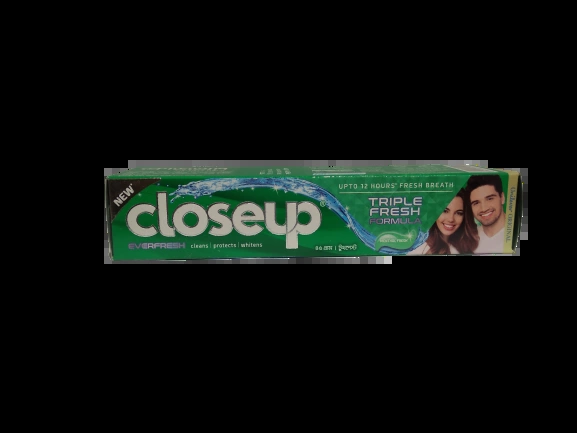 NEW
UPTO 12 HOURS' FRESH BREATH
closeup®
TRIPLE
FRESH
FORMULA
EVERFRESH cleans | protects | whitens